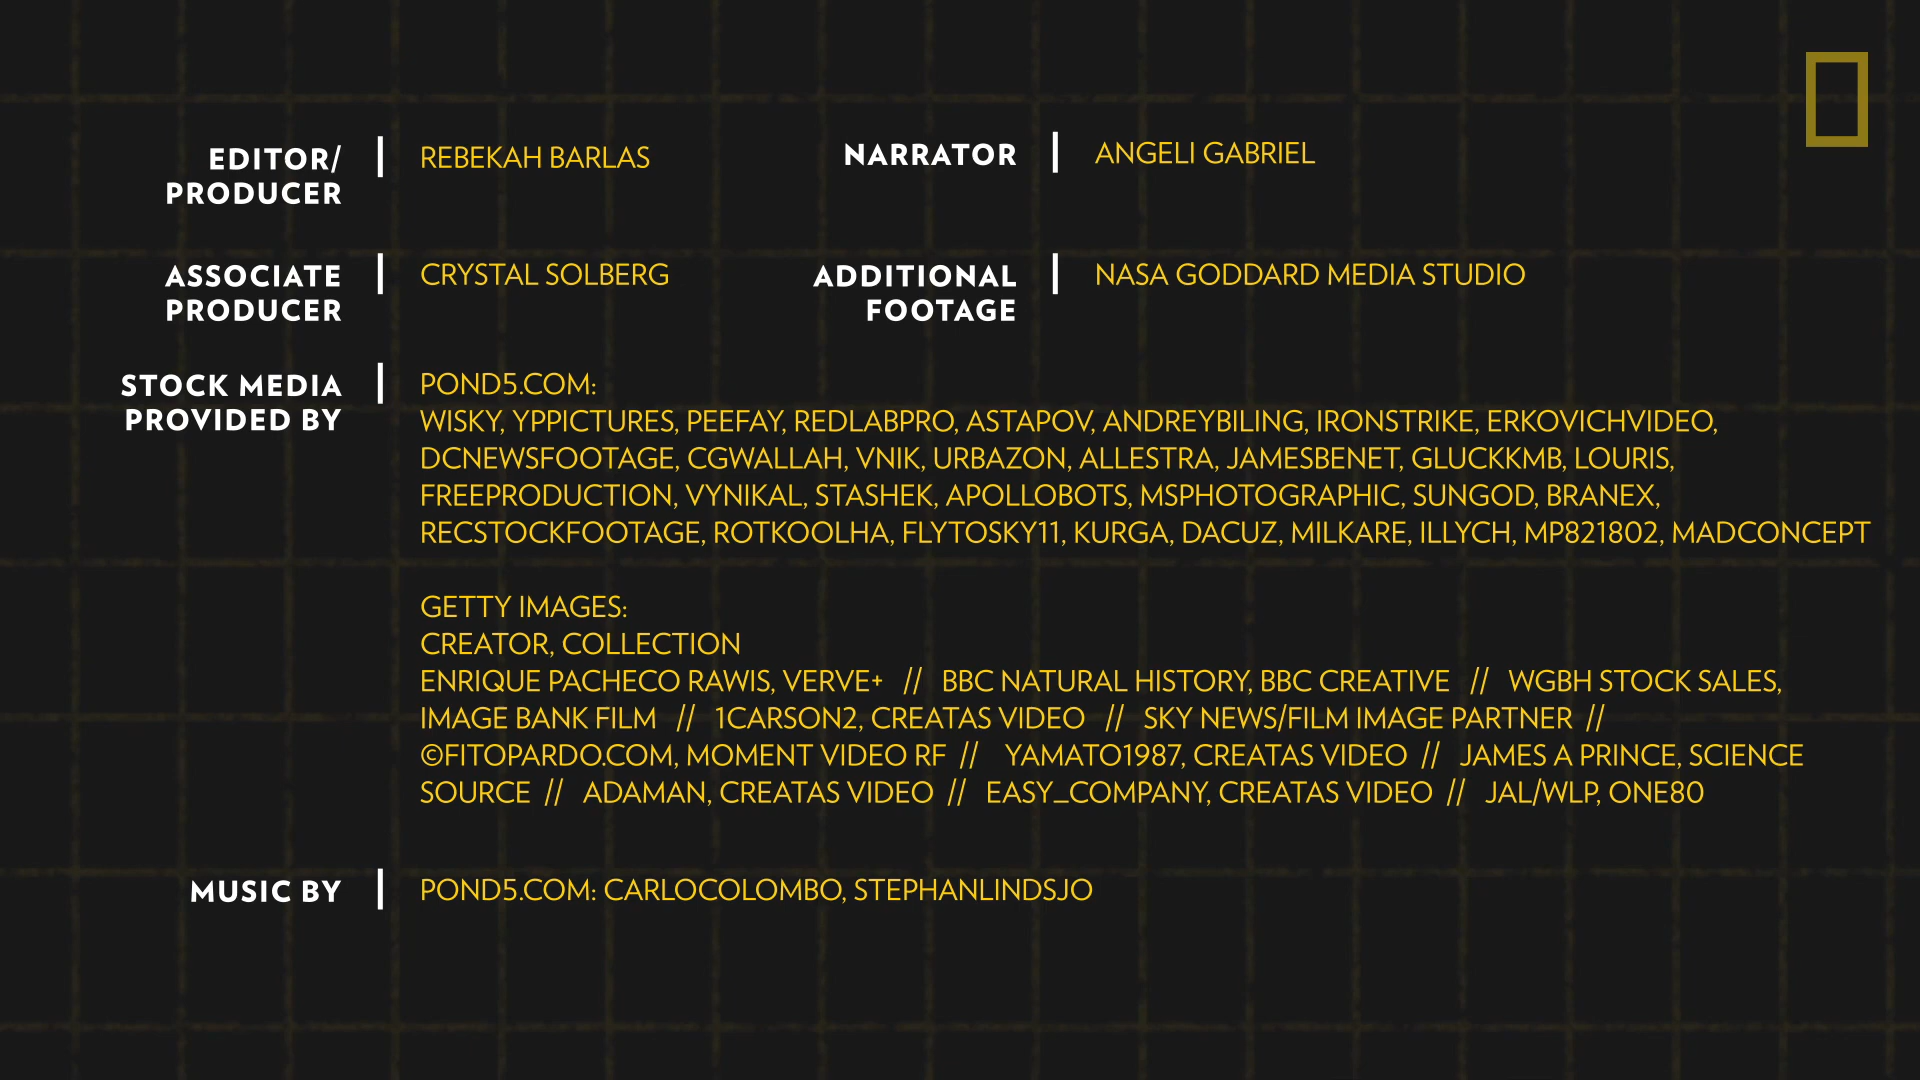 EDITOR/
PRODUCER
REBEKAH BARLAS
NARRATOR
ANGELI GABRIEL
ASSOCIATE
PRODUCER
CRYSTAL SOLBERG
ADDITIONAL
FOOTAGE
NASA GODDARD MEDIA STUDIO
STOCK MEDIA
PROVIDED BY
POND5.COM:
WISKY, YPPICTURES, PEEFAY, REDLABPRO, ASTAPOV, ANDREYBILING, IRONSTRIKE, ERKOVICHVIDEO,
DCNEWSFOOTAGE, CGWALLAH, VNIK, URBAZON, ALLESTRA, JAMESBENET, GLUCKKMB, LOURIS,
FREEPRODUCTION, VYNIKAL, STASHEK, APOLLOBOTS, MSPHOTOGRAPHIC, SUNGOD, BRANEX,
RECSTOCKFOOTAGE, ROTKOOLHA, FLYTOSKY11, KURGA, DACUZ, MILKARE, ILLYCH, MP821802, MADCONCEPT
GETTY IMAGES:
CREATOR, COLLECTION
ENRIQUE PACHECO RAWIS, VERVE+ // BBC NATURAL HISTORY, BBC CREATIVE // WGBH STOCK SALES,
IMAGE BANK FILM // 1CARSON2, CREATAS VIDEO // SKY NEWS/FILM IMAGE PARTNER //
©FITOPARDO.COM, MOMENT VIDEO RF // YAMATO1987, CREATAS VIDEO // JAMES A PRINCE, SCIENCE
SOURCE // ADAMAN, CREATAS VIDEO // EASY_COMPANY, CREATAS VIDEO // JAL/WLP, ONE80
MUSIC BY
POND5.COM: CARLOCOLOMBO, STEPHANLINDSJO